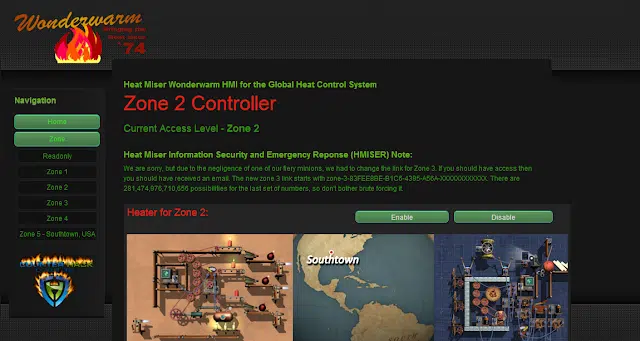 Wonderwarm
'74
Heat Miser Wonderwarm HMI for the Global Heat Control System
Zone 2 Controller
Current Access Level - Zone 2
Navigation
Home
Zone
Readonly
Zone 1
Zone 2
Zone 3
Zone 4
Zone 5 - Southtown, USA
Heat Miser Information Security and Emergency Reponse (HMISER) Note:
We are sorry, but due to the negligence of one of our fiery minions, we had to change the link for Zone 3. If you should have access then
you should have received an email. The new zone 3 link starts with zone-3-83FEE8BE-B1C6-4395-A56A-XXXXXXXXXXXX. There are
281,474,976,710,656 possibilities for the last set of numbers, so don't bother brute forcing it.
Heater for Zone 2:
Enable
Disable
Southtown